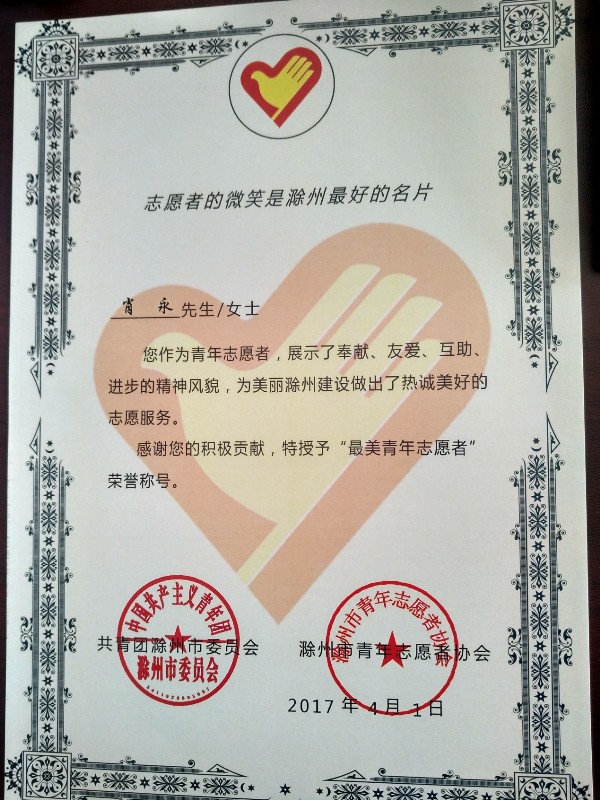 志愿者的微笑是滁州最好的名片
肖 永 先生/女士
您作为青年志愿者，展示了奉献、友爱、互助、
进步的精神风貌，为美丽滁州建设做出了热诚美好的
志愿服务。
感谢您的积极贡献，特授予“最美青年志愿者”
荣誉称号。
中国共产主义青年团
滁州市委员会
滁州市青年志愿者协会
共青团滁州市委员会
滁州市青年志愿者协会
2017 年 4 月 1 日